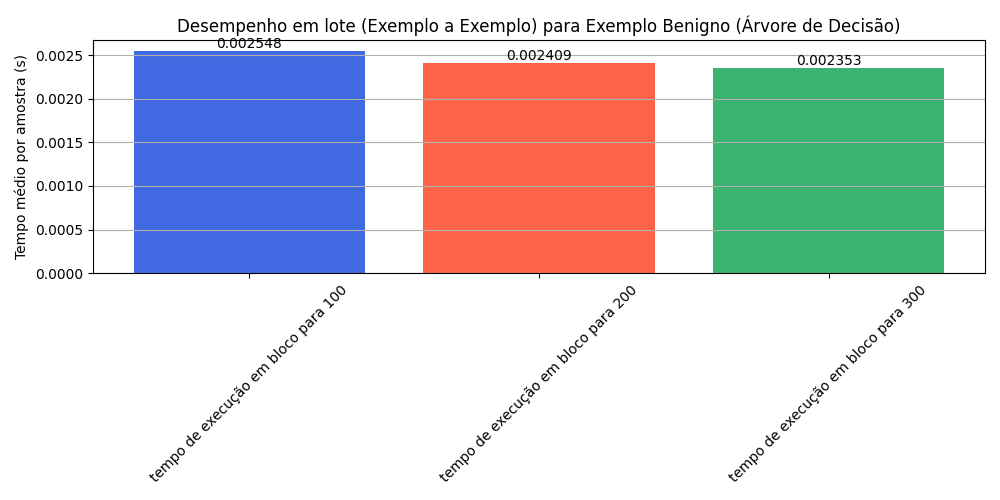 Desempenho em lote (Exemplo a Exemplo) para Exemplo Benigno (Árvore de Decisão)
Tempo médio por amostra (s)
0.0025
0.0020
0.0015
0.0010
0.0005
0.0000
0.002548
0.002409
0.002353
tempo de execução em bloco para 100
tempo de execução em bloco para 200
tempo de execução em bloco para 300